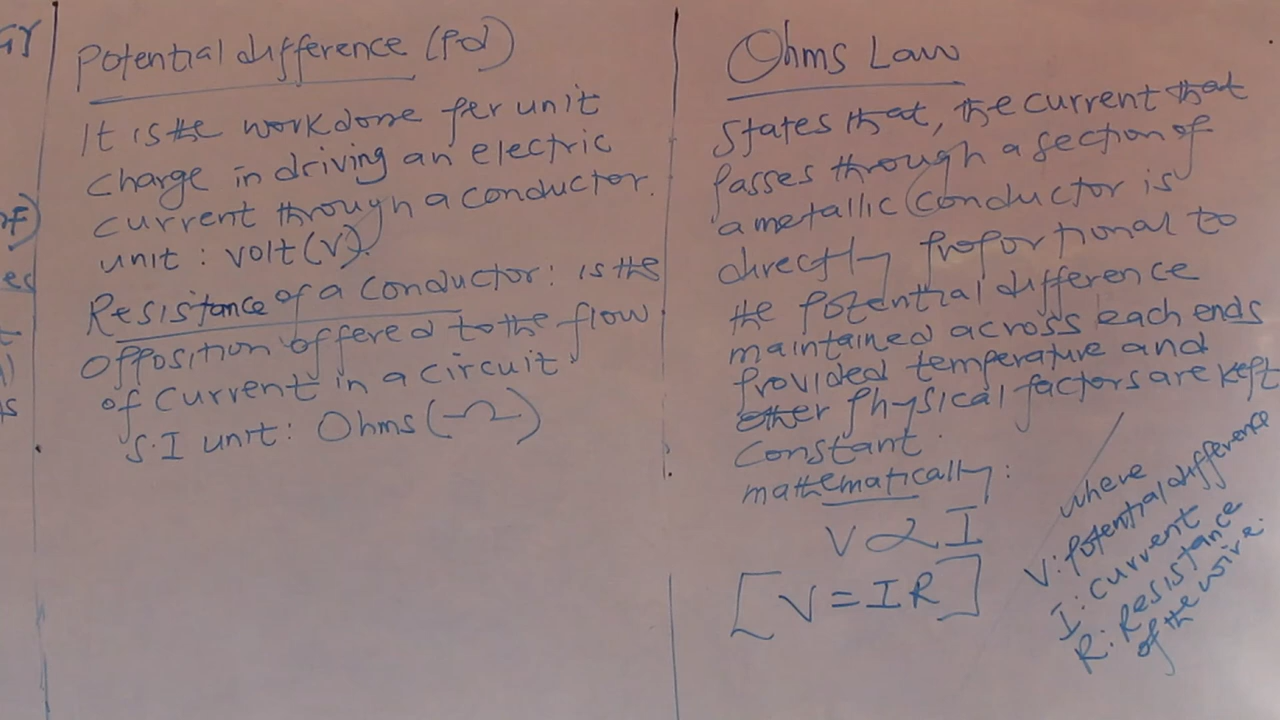 Potential difference (Pd)
It is the work done per unit
charge in driving an electric
current through a conductor.
unit : volt (V).
Resistance of a conductor : is the
opposition offered to the flow
of current in a circuit
S.I unit : Ohms (Ω)
Ohms Law
States that, the current that
passes through a section of
a metallic conductor is
directly proportional to
the potential difference
maintained across each ends
provided temperature and
other physical factors are kept
constant.
mathematically :
V ∝ I
[V = IR]
where
V : potential difference
I : current
R : Resistance
of the wire.